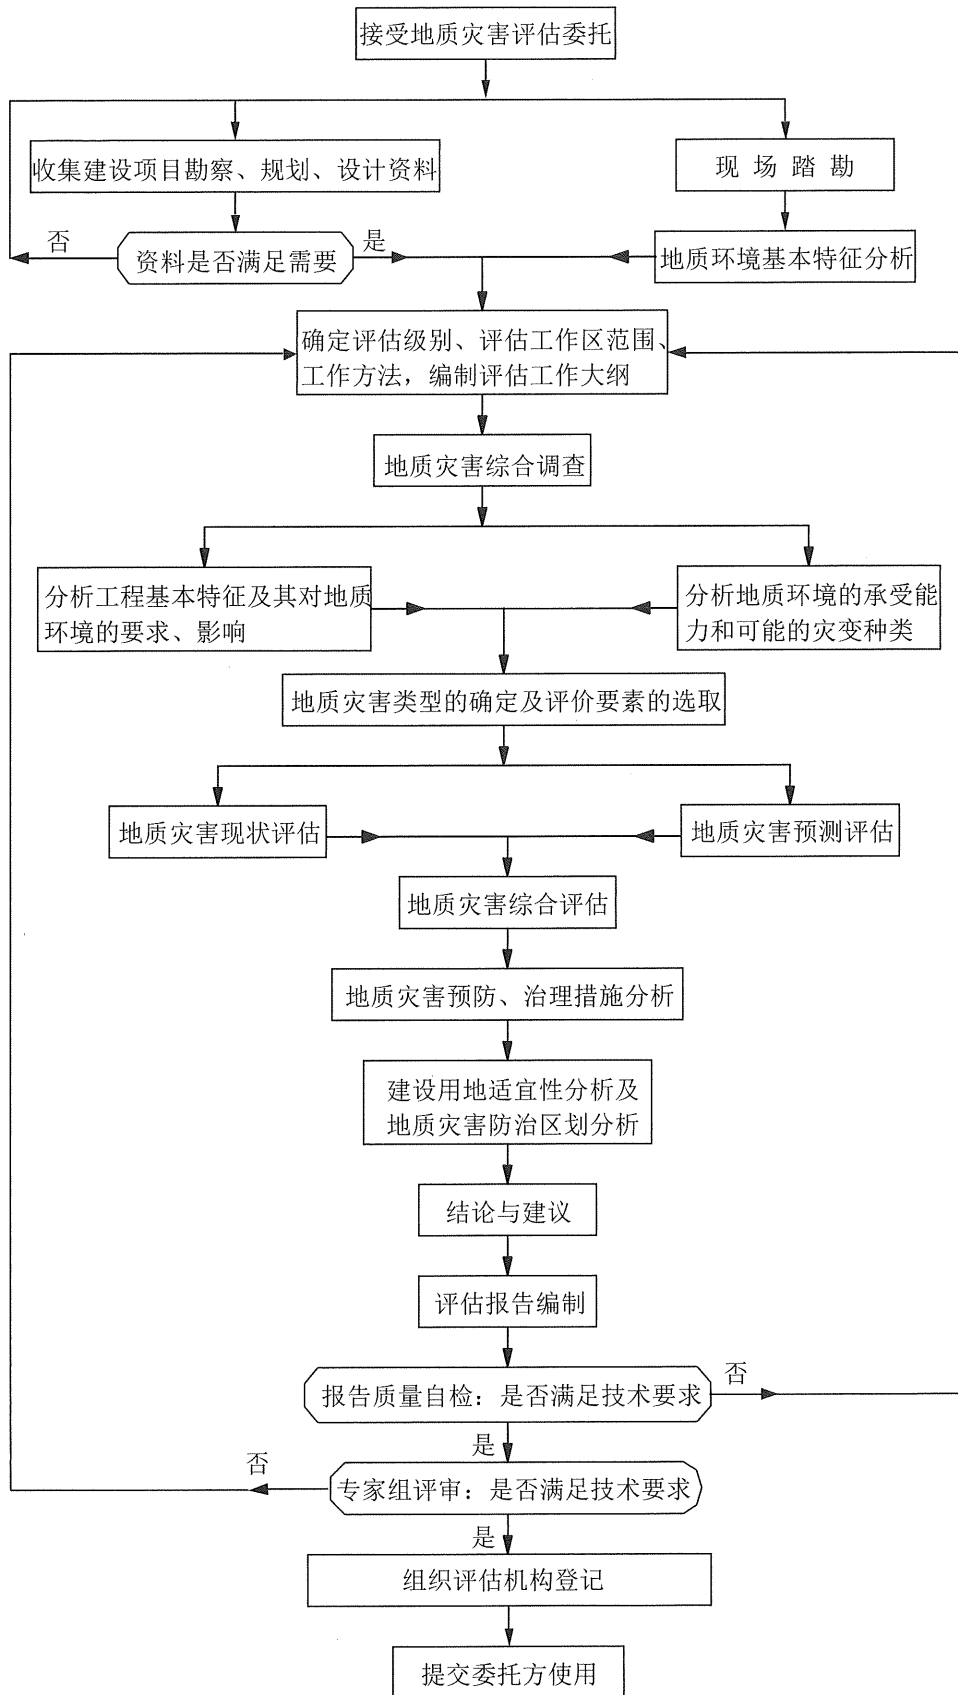 接受地质灾害评估委托
收集建设项目勘察、规划、设计资料
现场踏勘
否
资料是否满足需要
是
地质环境基本特征分析
确定评估级别、评估工作区范围、
工作方法，编制评估工作大纲
地质灾害综合调查
分析工程基本特征及其对地质
环境的要求、影响
分析地质环境的承受能
力和可能的灾变种类
地质灾害类型的确定及评价要素的选取
地质灾害现状评估
地质灾害预测评估
地质灾害综合评估
地质灾害预防、治理措施分析
建设用地适宜性分析及
地质灾害防治区划分析
结论与建议
评估报告编制
报告质量自检：是否满足技术要求
否
是
否
专家组评审：是否满足技术要求
是
组织评估机构登记
提交委托方使用